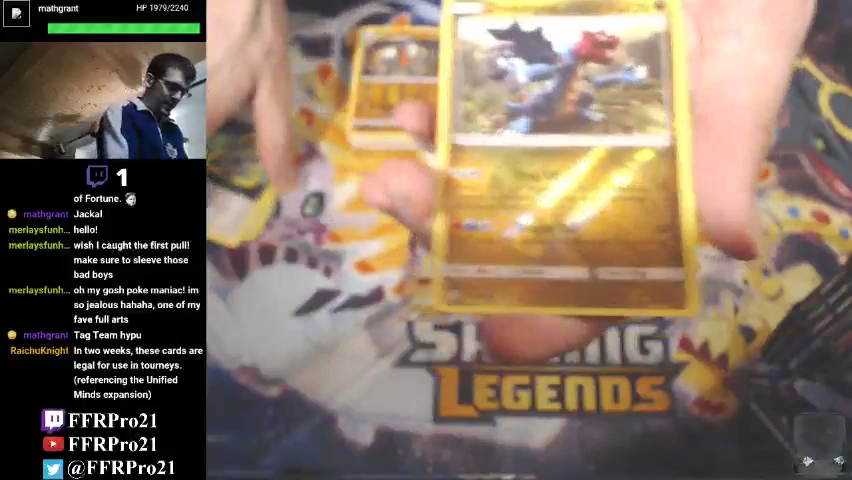 mathgrant
HP 1979/2240
1
of Fortune.
mathgrant Jackal
merlaysfunh... hello!
merlaysfunh... wish I caught the first pull!
make sure to sleeve those
bad boys
merlaysfunh... oh my gosh poke maniac! im
so jealous hahaha, one of my
fave full arts
mathgrant Tag Team hypu
RaichuKnight In two weeks, these cards are
legal for use in tourneys.
(referencing the Unified
Minds expansion)
FFRPro21
FFRPro21
@FFRPro21
LEGENDS